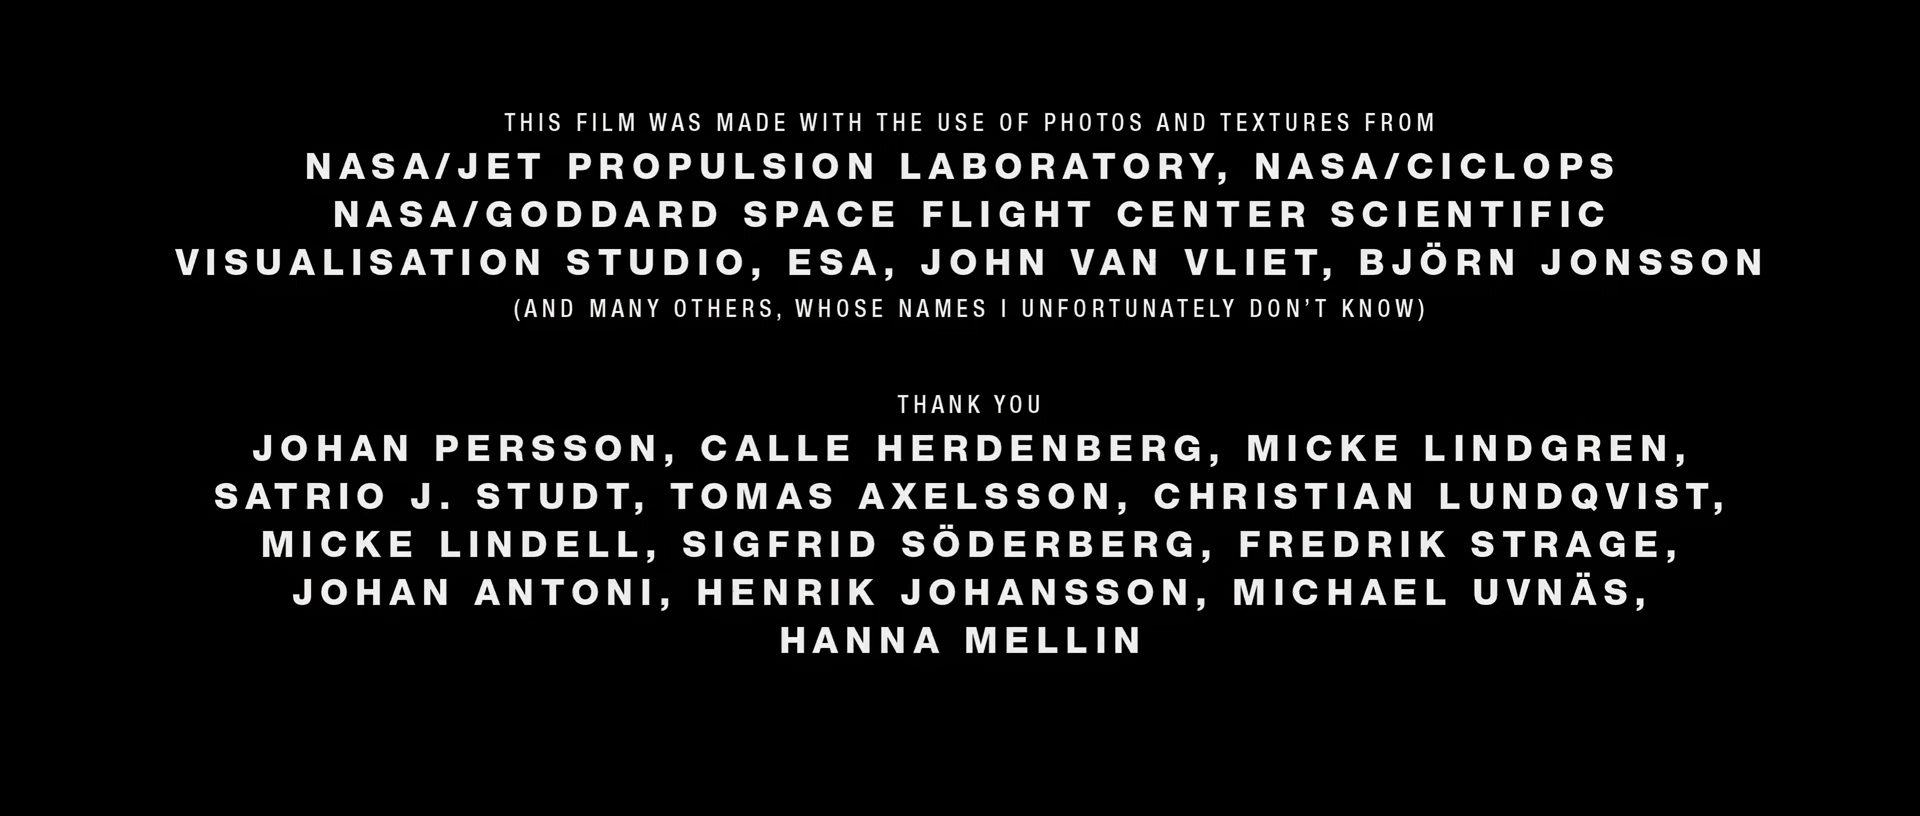 THIS FILM WAS MADE WITH THE USE OF PHOTOS AND TEXTURES FROM
NASA/JET PROPULSION LABORATORY, NASA/CICLOPS
NASA/GODDARD SPACE FLIGHT CENTER SCIENTIFIC
VISUALISATION STUDIO, ESA, JOHN VAN VLIET, BJÖRN JONSSON
(AND MANY OTHERS, WHOSE NAMES I UNFORTUNATELY DON’T KNOW)
THANK YOU
JOHAN PERSSON, CALLE HERDENBERG, MICKE LINDGREN,
SATRIO J. STUDT, TOMAS AXELSSON, CHRISTIAN LUNDQVIST,
MICKE LINDELL, SIGFRID SÖDERBERG, FREDRIK STRAGE,
JOHAN ANTONI, HENRIK JOHANSSON, MICHAEL UVNÄS,
HANNA MELLIN